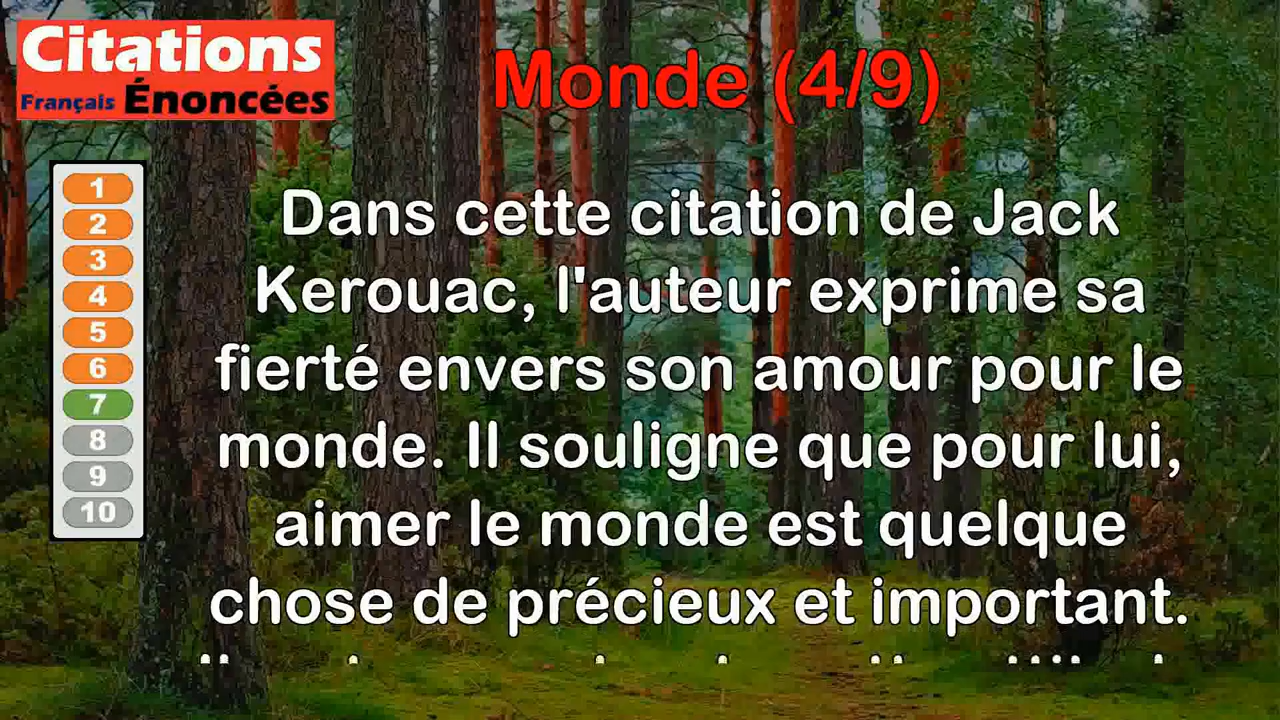 Citations
Français Énoncées
Monde (4/9)
1
2
3
4
5
6
7
8
9
10
Dans cette citation de Jack
Kerouac, l'auteur exprime sa
fierté envers son amour pour le
monde. Il souligne que pour lui,
aimer le monde est quelque
chose de précieux et important.